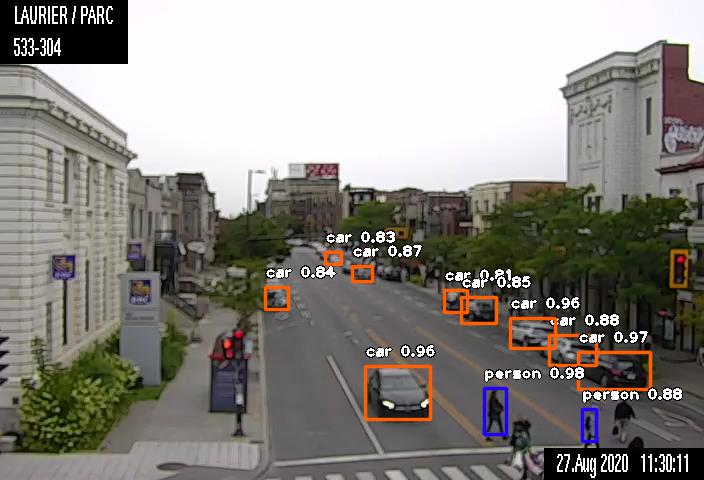 LAURIER / PARC
533-304
car 0.83
car 0.87
car 0.84
car 0.81
car 0.85
car 0.96
car 0.88
car 0.97
car 0.96
person 0.98
person 0.88
RBC
27.Aug 2020 11:30:11